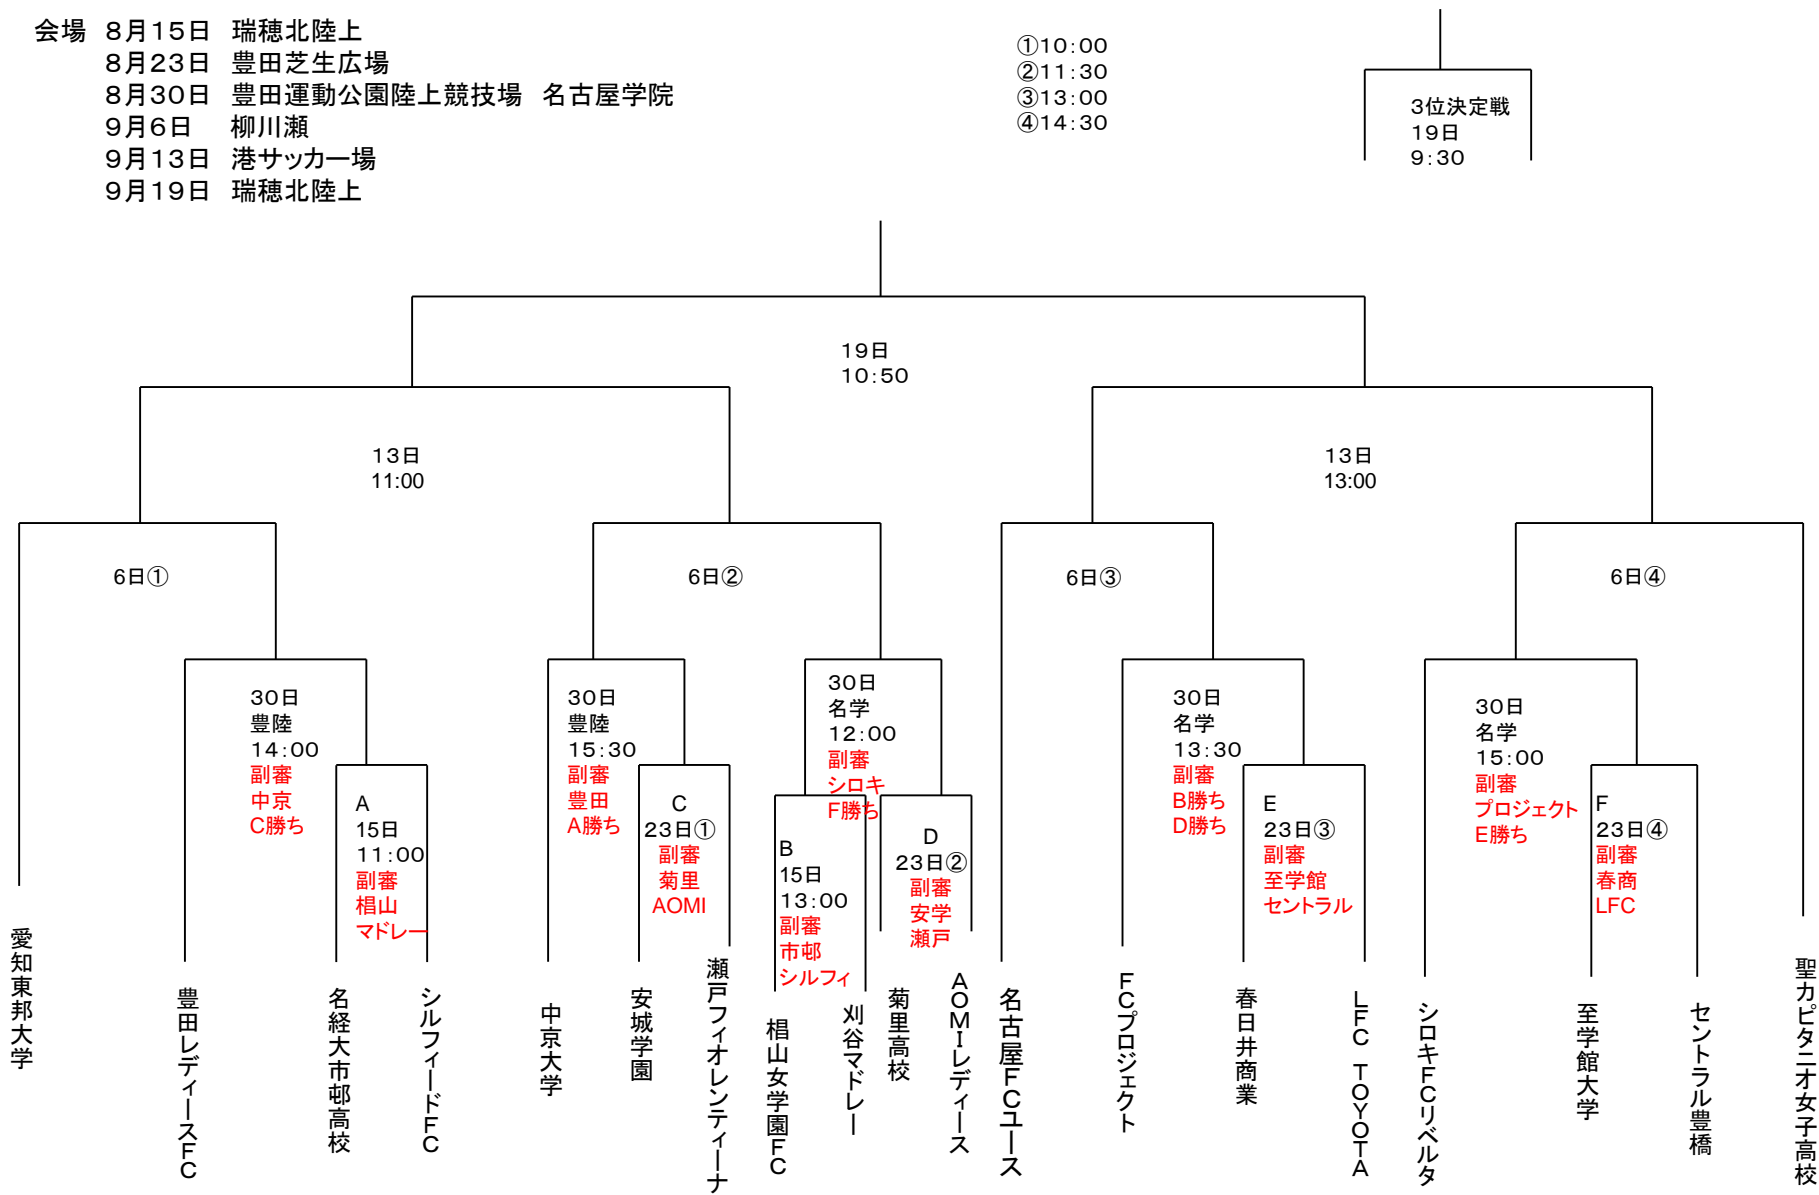 会場 8月15日 瑞穂北陸上
8月23日 豊田芝生広場
8月30日 豊田運動公園陸上競技場 名古屋学院
9月6日 柳川瀬
9月13日 港サッカー場
9月19日 瑞穂北陸上
①10:00
②11:30
③13:00
④14:30
3位決定戦
19日
9:30
19日
10:50
13日
11:00
13日
13:00
6日①
6日②
6日③
6日④
30日
豊陸
14:00
副審
中京
C勝ち
30日
豊陸
15:30
副審
豊田
A勝ち
30日
名学
12:00
副審
シロキ
F勝ち
30日
名学
13:30
副審
B勝ち
D勝ち
30日
名学
15:00
副審
プロジェクト
E勝ち
A
15日
11:00
副審
椙山
マドレー
C
23日①
副審
菊里
AOMI
B
15日
13:00
副審
市邨
シルフィ
D
23日②
副審
安学
瀬戸
E
23日③
副審
至学館
セントラル
F
23日④
副審
春商
LFC
愛知東邦大学
豊田レディースFC
名経大市邨高校
シルフィードFC
中京大学
安城学園
瀬戸フィオレンティーナ
椙山女学園FC
刈谷マドレー
菊里高校
AOMIレディース
名古屋FCユース
FCプロジェクト
春日井商業
LFC TOYOTA
シロキFCリベルタ
至学館大学
セントラル豊橋
聖カピタニオ女子高校